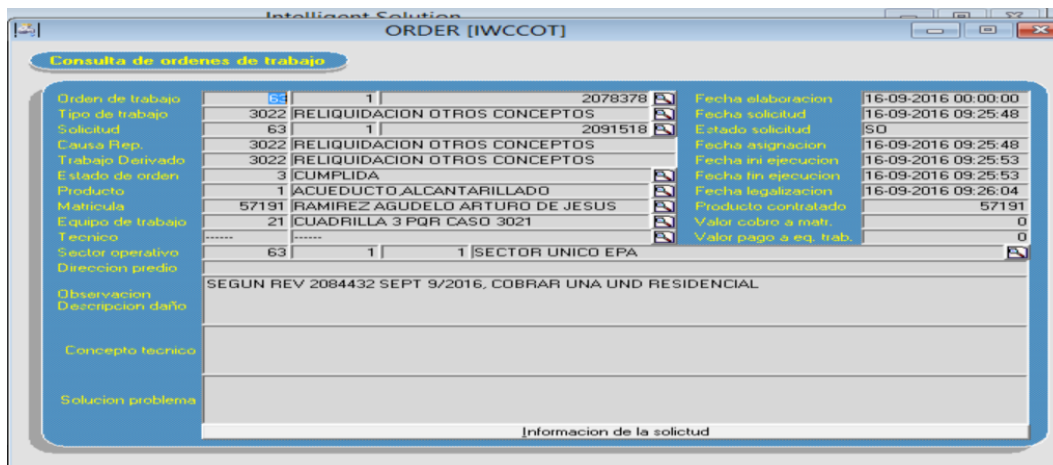 Intelligent Solution
ORDER [IWCCOT]
Consulta de ordenes de trabajo
Orden de trabajo 63 1 2078378 Fecha elaboracion 16-09-2016 00:00:00
Tipo de trabajo 3022 RELIQUIDACION OTROS CONCEPTOS Fecha solicitud 16-09-2016 09:25:48
Solicitud 63 1 2091518 Estado solicitud SO
Causa Rep. 3022 RELIQUIDACION OTROS CONCEPTOS Fecha asignacion 16-09-2016 09:25:48
Trabajo Derivado 3022 RELIQUIDACION OTROS CONCEPTOS Fecha ini ejecucion 16-09-2016 09:25:53
Estado de orden 3 CUMPLIDA Fecha fin ejecucion 16-09-2016 09:25:53
Producto 1 ACUEDUCTO,ALCANTARILLADO Fecha legalizacion 16-09-2016 09:26:04
Matricula 57191 RAMIREZ AGUDELO ARTURO DE JESUS Producto contratado 57191
Equipo de trabajo 21 CUADRILLA 3 PQR CASO 3021 Valor cobro a matr. 0
Tecnico ------ ------ Valor pago a eq. trab. 0
Sector operativo 63 1 1 SECTOR UNICO EPA
Direccion predio
Observacion
Descripcion daño
SEGUN REV 2084432 SEPT 9/2016, COBRAR UNA UND RESIDENCIAL
Concepto tecnico
Solucion problema
Informacion de la solictud